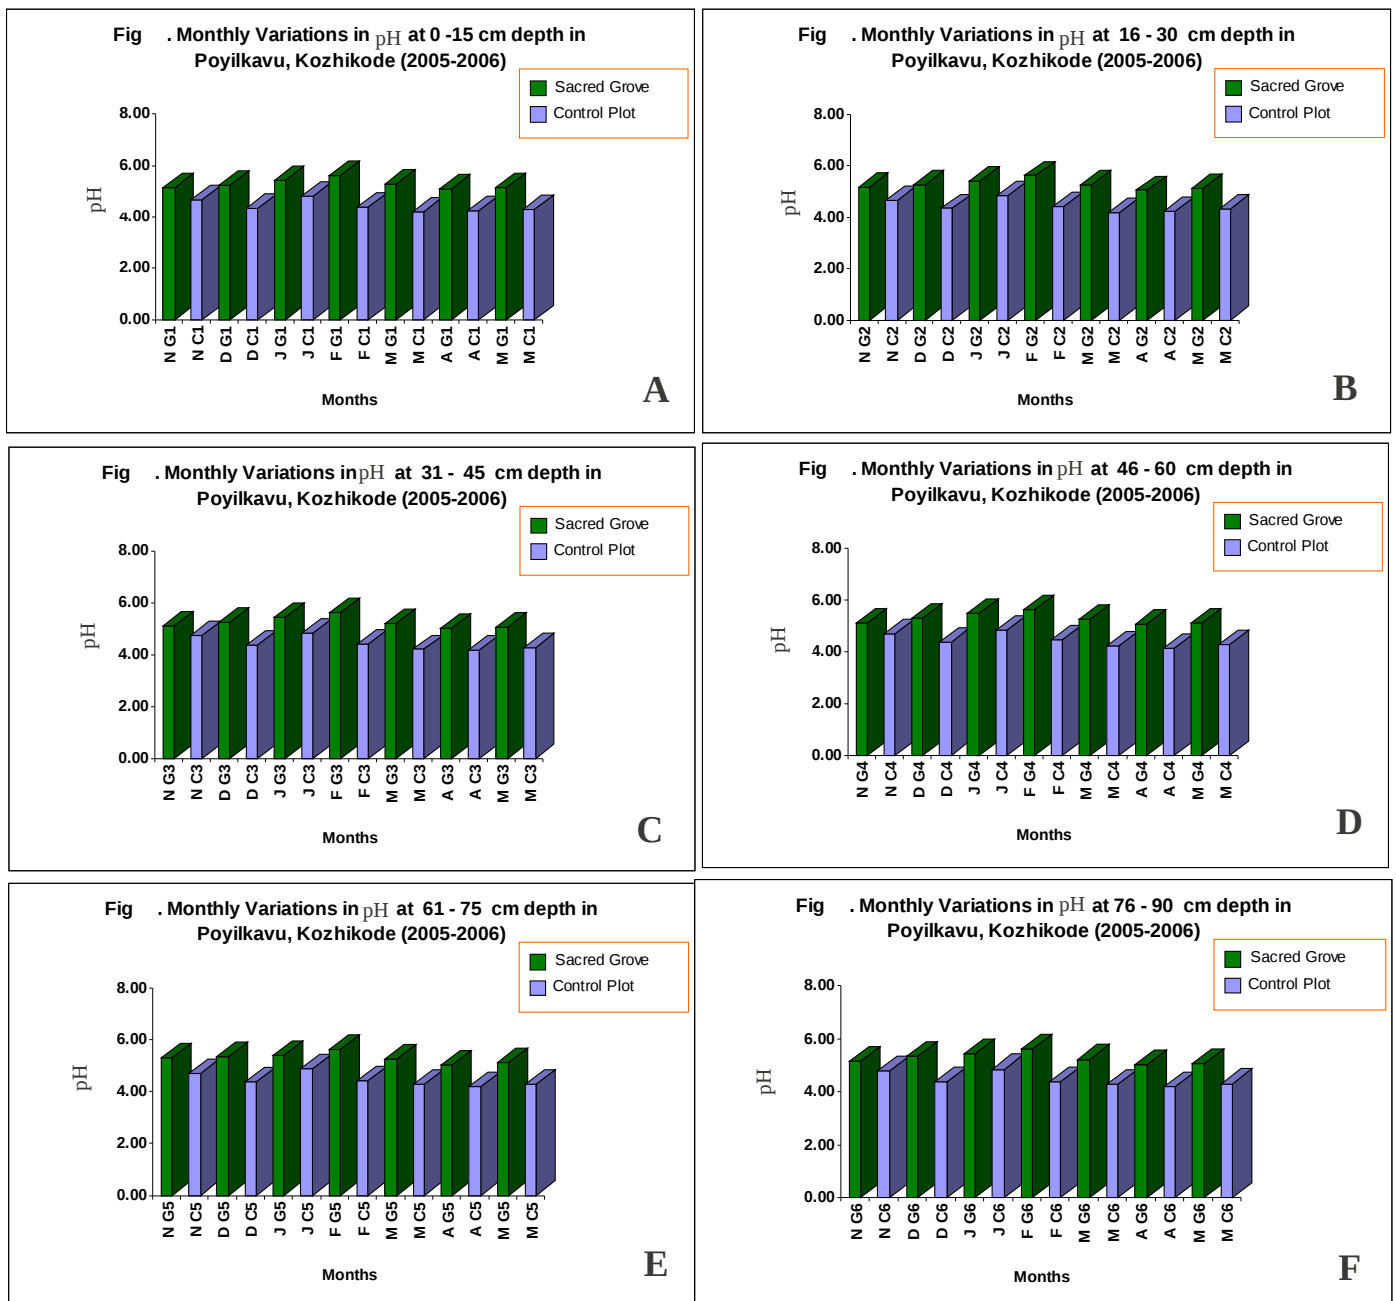 Fig . Monthly Variations in pH at 0 -15 cm depth in
Poyilkavu, Kozhikode (2005-2006)
Sacred Grove
Control Plot
8.00
6.00
4.00
2.00
0.00
pH
N G1
N C1
D G1
D C1
J G1
J C1
F G1
F C1
M G1
M C1
A G1
A C1
M G1
M C1
Months
A
Fig . Monthly Variations in pH at 16 - 30 cm depth in
Poyilkavu, Kozhikode (2005-2006)
Sacred Grove
Control Plot
8.00
6.00
4.00
2.00
0.00
pH
N G2
N C2
D G2
D C2
J G2
J C2
F G2
F C2
M G2
M C2
A G2
A C2
M G2
M C2
Months
B
Fig . Monthly Variations in pH at 31 - 45 cm depth in
Poyilkavu, Kozhikode (2005-2006)
Sacred Grove
Control Plot
8.00
6.00
4.00
2.00
0.00
pH
N G3
N C3
D G3
D C3
J G3
J C3
F G3
F C3
M G3
M C3
A G3
A C3
M G3
M C3
Months
C
Fig . Monthly Variations in pH at 46 - 60 cm depth in
Poyilkavu, Kozhikode (2005-2006)
Sacred Grove
Control Plot
8.00
6.00
4.00
2.00
0.00
pH
N G4
N C4
D G4
D C4
J G4
J C4
F G4
F C4
M G4
M C4
A G4
A C4
M G4
M C4
Months
D
Fig . Monthly Variations in pH at 61 - 75 cm depth in
Poyilkavu, Kozhikode (2005-2006)
Sacred Grove
Control Plot
8.00
6.00
4.00
2.00
0.00
pH
N G5
N C5
D G5
D C5
J G5
J C5
F G5
F C5
M G5
M C5
A G5
A C5
M G5
M C5
Months
E
Fig . Monthly Variations in pH at 76 - 90 cm depth in
Poyilkavu, Kozhikode (2005-2006)
Sacred Grove
Control Plot
8.00
6.00
4.00
2.00
0.00
pH
N G6
N C6
D G6
D C6
J G6
J C6
F G6
F C6
M G6
M C6
A G6
A C6
M G6
M C6
Months
F